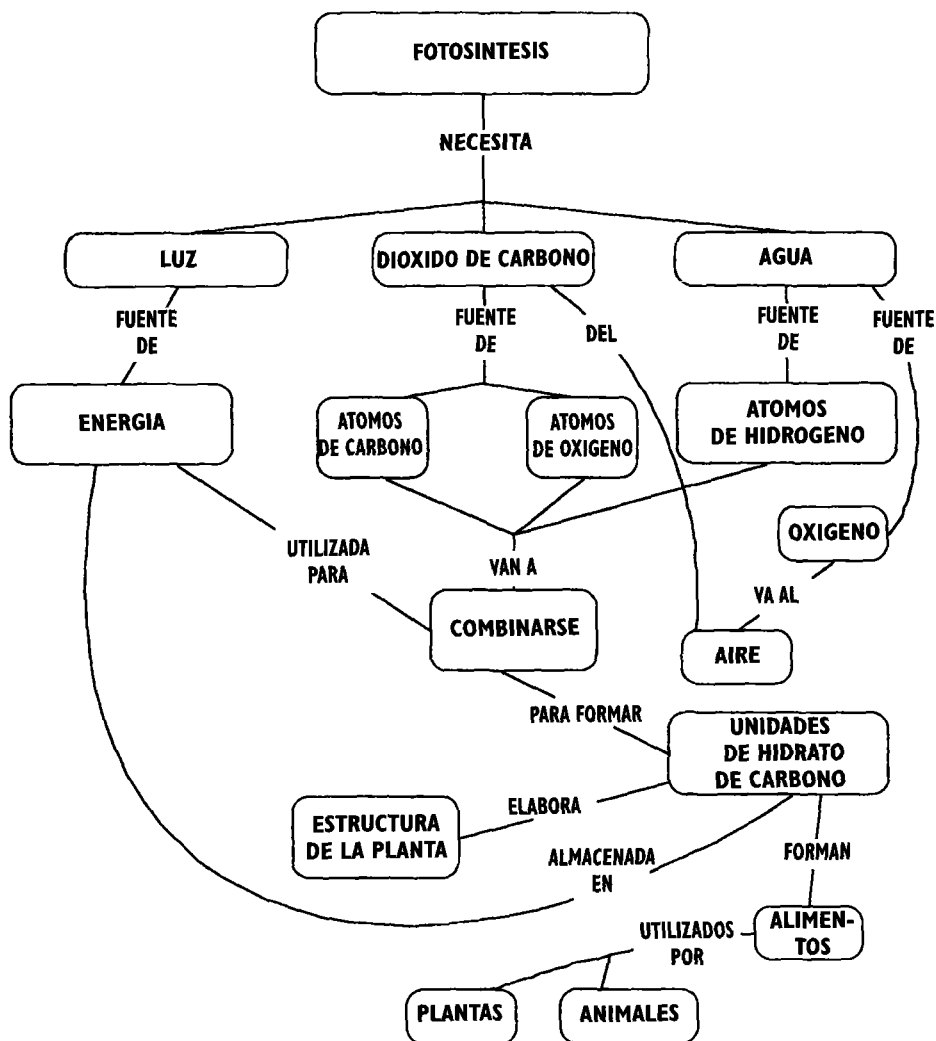 FOTOSINTESIS
NECESITA
LUZ
DIOXIDO DE CARBONO
AGUA
FUENTE
DE
FUENTE
DE
DEL
FUENTE
DE
FUENTE
DE
ENERGIA
ATOMOS
DE CARBONO
ATOMOS
DE OXIGENO
ATOMOS
DE HIDROGENO
OXIGENO
UTILIZADA
PARA
VAN A
VA AL
COMBINARSE
AIRE
PARA FORMAR
UNIDADES
DE HIDRATO
DE CARBONO
ELABORA
ESTRUCTURA
DE LA PLANTA
ALMACENADA
EN
FORMAN
ALIMEN-
TOS
UTILIZADOS
POR
PLANTAS
ANIMALES